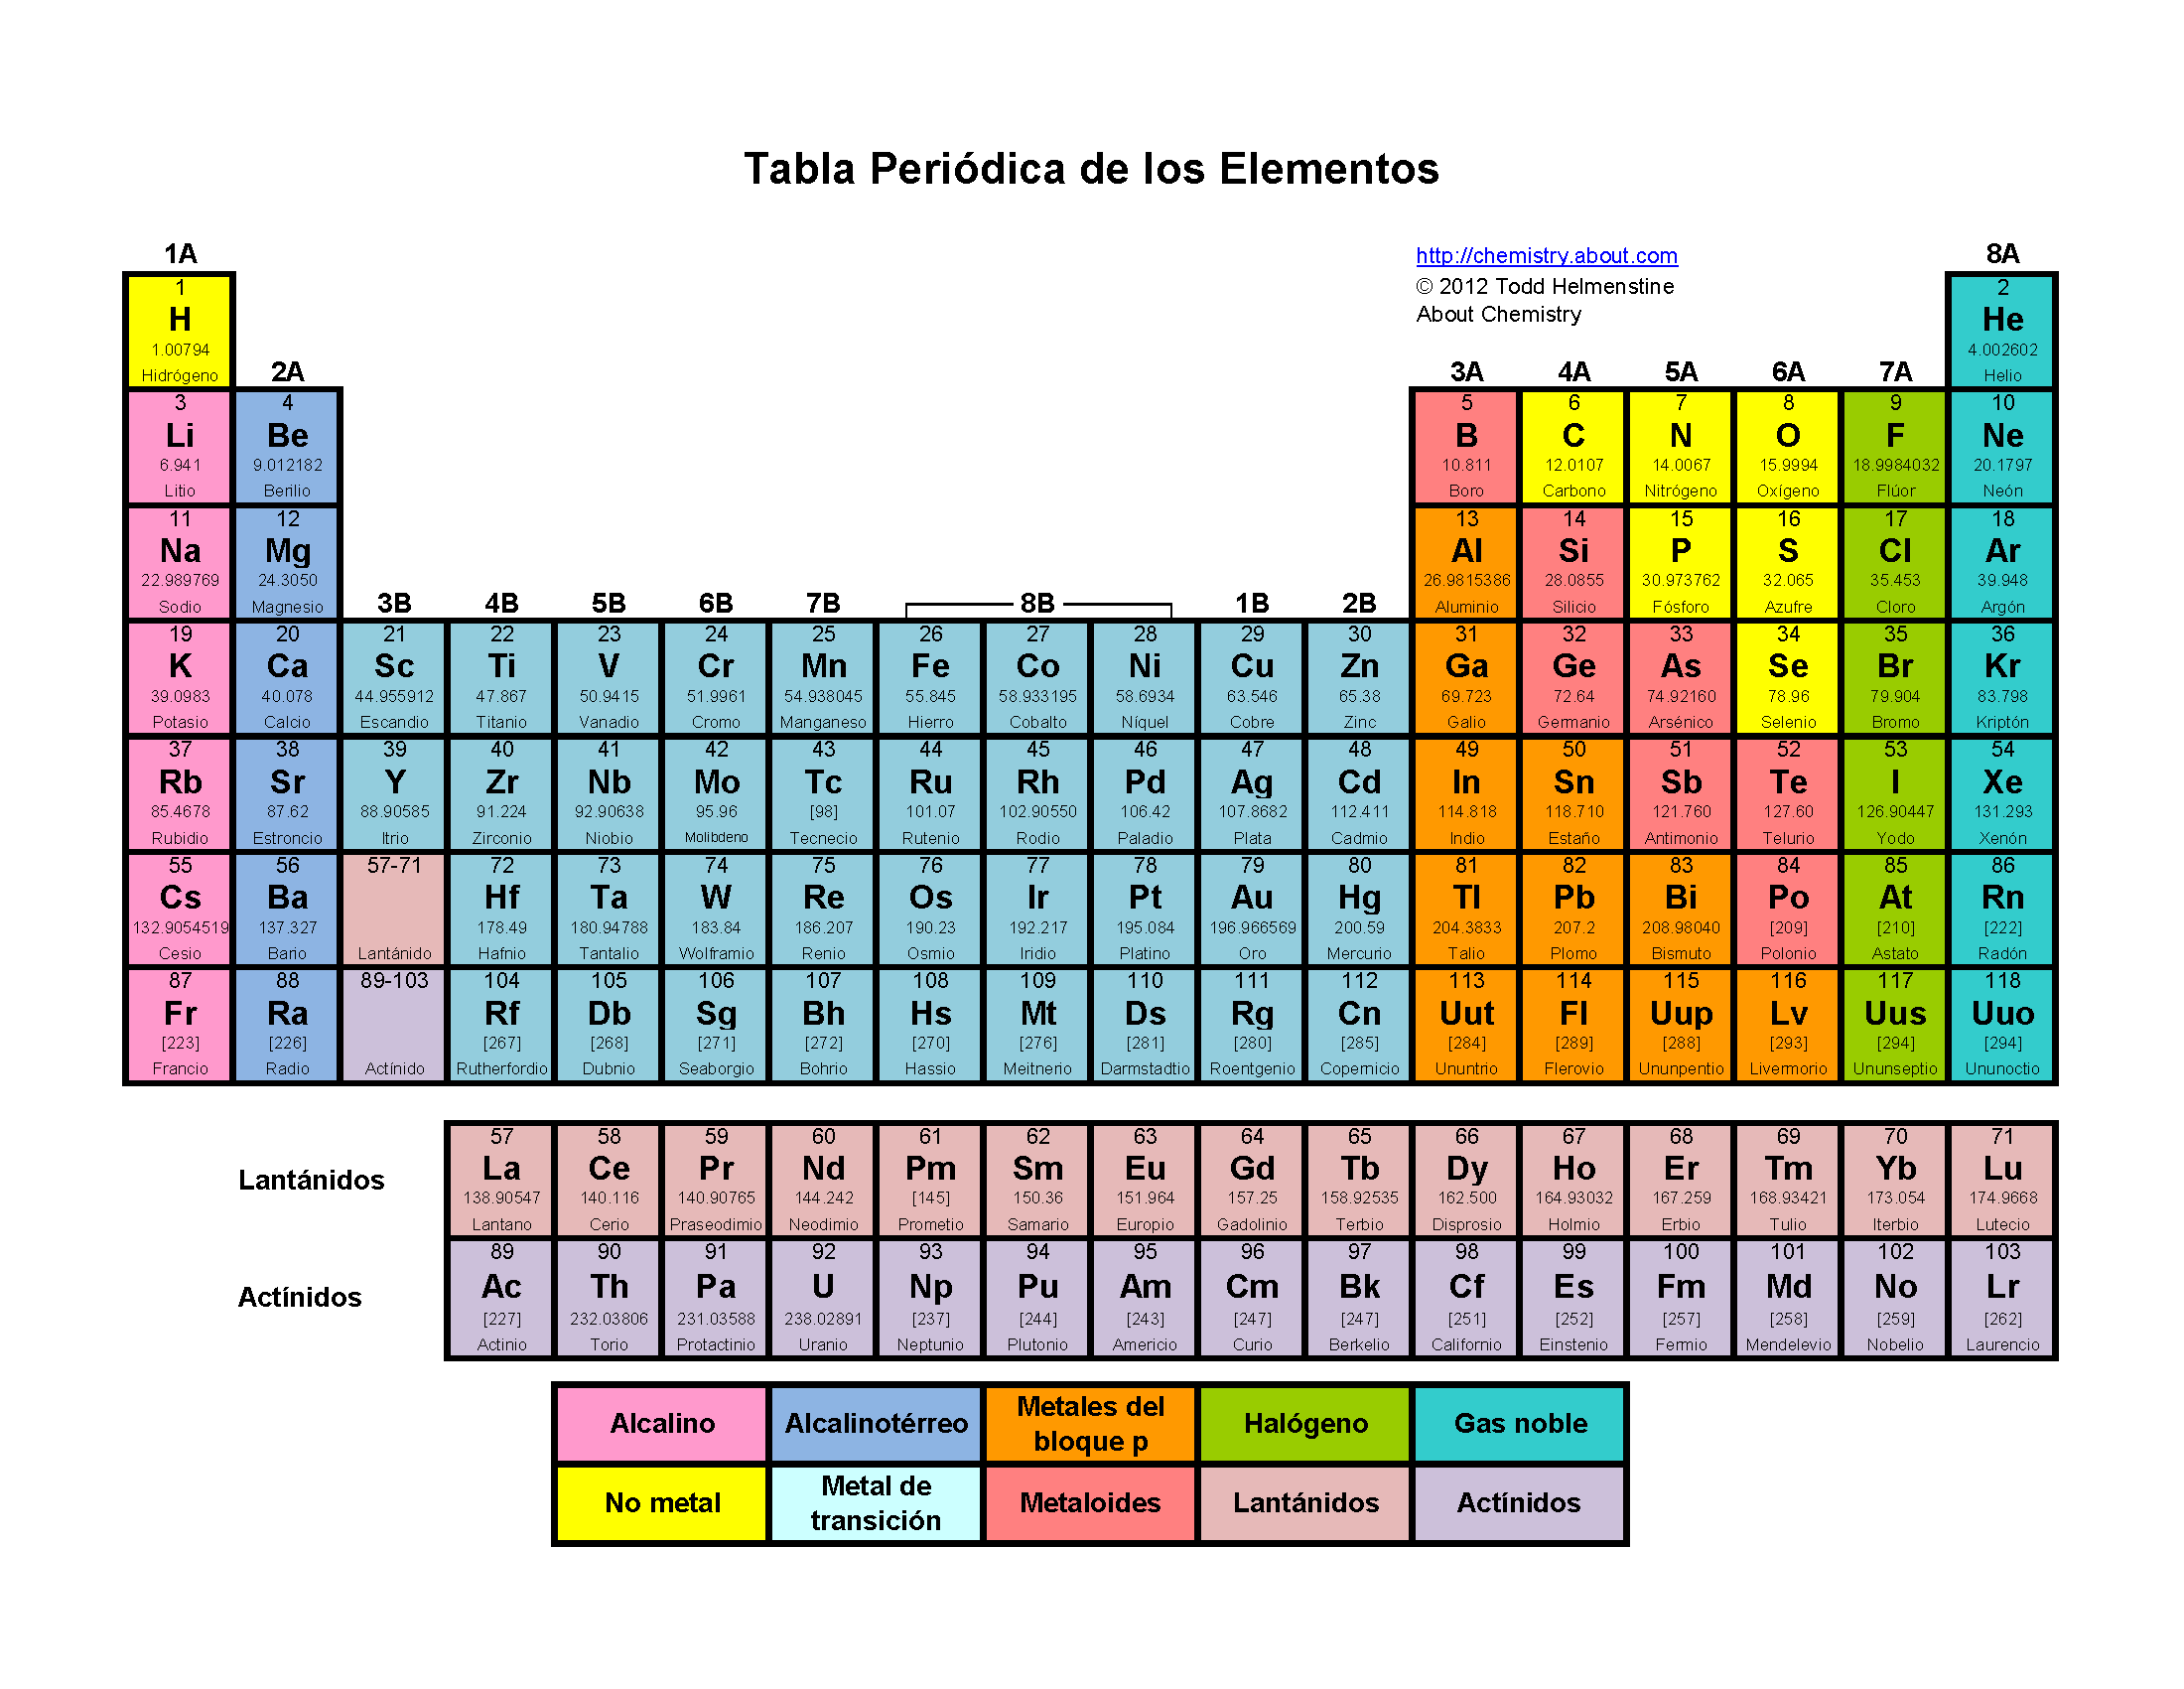 Tabla Periódica de los Elementos
1A
http://chemistry.about.com
8A
© 2012 Todd Helmenstine
About Chemistry
1 2
H He
1.00794 4.002602
Hidrógeno Helio
2A 3A 4A 5A 6A 7A
3 4 5 6 7 8 9 10
Li Be B C N O F Ne
6.941 9.012182 10.811 12.0107 14.0067 15.9994 18.9984032 20.1797
Litio Berilio Boro Carbono Nitrógeno Oxígeno Flúor Neón
11 12 13 14 15 16 17 18
Na Mg Al Si P S Cl Ar
22.989769 24.3050 26.9815386 28.0855 30.973762 32.065 35.453 39.948
Sodio Magnesio Aluminio Silicio Fósforo Azufre Cloro Argón
3B 4B 5B 6B 7B 8B 1B 2B
19 20 21 22 23 24 25 26 27 28 29 30 31 32 33 34 35 36
K Ca Sc Ti V Cr Mn Fe Co Ni Cu Zn Ga Ge As Se Br Kr
39.0983 40.078 44.955912 47.867 50.9415 51.9961 54.938045 55.845 58.933195 58.6934 63.546 65.38 69.723 72.64 74.92160 78.96 79.904 83.798
Potasio Calcio Escandio Titanio Vanadio Cromo Manganeso Hierro Cobalto Níquel Cobre Zinc Galio Germanio Arsénico Selenio Bromo Kriptón
37 38 39 40 41 42 43 44 45 46 47 48 49 50 51 52 53 54
Rb Sr Y Zr Nb Mo Tc Ru Rh Pd Ag Cd In Sn Sb Te I Xe
85.4678 87.62 88.90585 91.224 92.90638 95.96 [98] 101.07 102.90550 106.42 107.8682 112.411 114.818 118.710 121.760 127.60 126.90447 131.293
Rubidio Estroncio Itrio Zirconio Niobio Molibdeno Tecnecio Rutenio Rodio Paladio Plata Cadmio Indio Estaño Antimonio Telurio Yodo Xenón
55 56 57-71 72 73 74 75 76 77 78 79 80 81 82 83 84 85 86
Cs Ba Hf Ta W Re Os Ir Pt Au Hg Tl Pb Bi Po At Rn
132.9054519 137.327 178.49 180.94788 183.84 186.207 190.23 192.217 195.084 196.966569 200.59 204.3833 207.2 208.98040 [209] [210] [222]
Cesio Bario Lantánido Hafnio Tantalio Wolframio Renio Osmio Iridio Platino Oro Mercurio Talio Plomo Bismuto Polonio Astato Radón
87 88 89-103 104 105 106 107 108 109 110 111 112 113 114 115 116 117 118
Fr Ra Rf Db Sg Bh Hs Mt Ds Rg Cn Uut Fl Uup Lv Uus Uuo
[223] [226] [267] [268] [271] [272] [270] [276] [281] [280] [285] [284] [289] [288] [293] [294] [294]
Francio Radio Actínido Rutherfordio Dubnio Seaborgio Bohrio Hassio Meitnerio Darmstadtio Roentgenio Copernicio Ununtrio Flerovio Ununpentio Livermorio Ununseptio Ununoctio
Lantánidos
57 58 59 60 61 62 63 64 65 66 67 68 69 70 71
La Ce Pr Nd Pm Sm Eu Gd Tb Dy Ho Er Tm Yb Lu
138.90547 140.116 140.90765 144.242 [145] 150.36 151.964 157.25 158.92535 162.500 164.93032 167.259 168.93421 173.054 174.9668
Lantano Cerio Praseodimio Neodimio Prometio Samario Europio Gadolinio Terbio Disprosio Holmio Erbio Tulio Iterbio Lutecio
Actínidos
89 90 91 92 93 94 95 96 97 98 99 100 101 102 103
Ac Th Pa U Np Pu Am Cm Bk Cf Es Fm Md No Lr
[227] 232.03806 231.03588 238.02891 [237] [244] [243] [247] [247] [251] [252] [257] [258] [259] [262]
Actinio Torio Protactinio Uranio Neptunio Plutonio Americio Curio Berkelio Californio Einstenio Fermio Mendelevio Nobelio Laurencio
Alcalino
Alcalinotérreo
Metales del
bloque p
Halógeno
Gas noble
No metal
Metal de
transición
Metaloides
Lantánidos
Actínidos